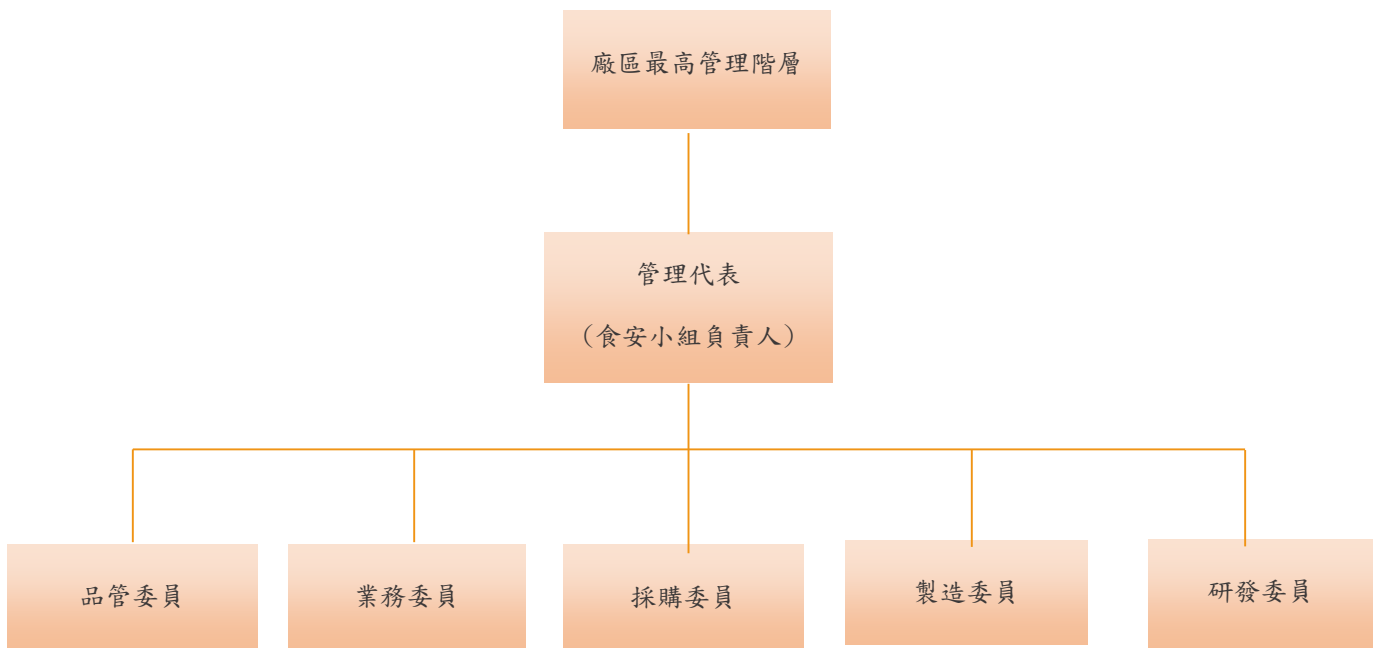 廠區最高管理階層
管理代表
（食安小組負責人）
品管委員
業務委員
採購委員
製造委員
研發委員